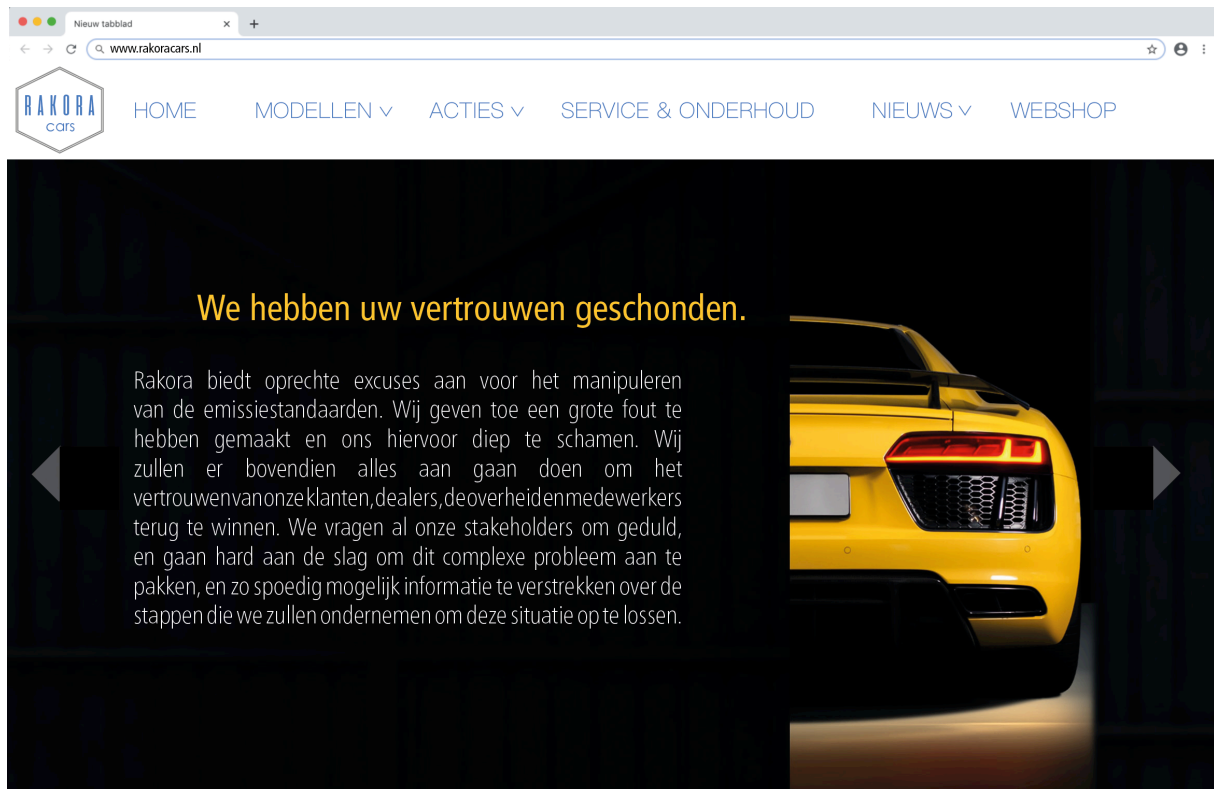 Nieuw tabblad
www.rakoracars.nl
RAKORA
cars
HOME MODELLEN ACTIES SERVICE & ONDERHOUD NIEUWS WEBSHOP
We hebben uw vertrouwen geschonden.
Rakora biedt oprechte excuses aan voor het manipuleren
van de emissiestandaarden. Wij geven toe een grote fout te
hebben gemaakt en ons hiervoor diep te schamen. Wij
zullen er bovendien alles aan gaan doen om het
vertrouwen van onze klanten, dealers, de overheid en medewerkers
terug te winnen. We vragen al onze stakeholders om geduld,
en gaan hard aan de slag om dit complexe probleem aan te
pakken, en zo spoedig mogelijk informatie te verstrekken over de
stappen die we zullen ondernemen om deze situatie op te lossen.